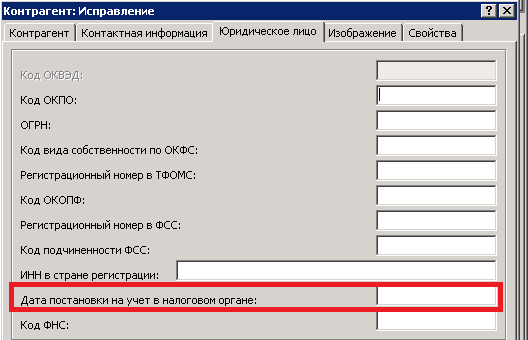 Контрагент: Исправление
Контрагент Контактная информация Юридическое лицо Изображение Свойства
Код ОКВЭД:
Код ОКПО:
ОГРН:
Код вида собственности по ОКФС:
Регистрационный номер в ТФОМС:
Код ОКОПФ:
Регистрационный номер в ФСС:
Код подчиненности ФСС:
ИНН в стране регистрации:
Дата постановки на учет в налоговом органе:
Код ФНС: